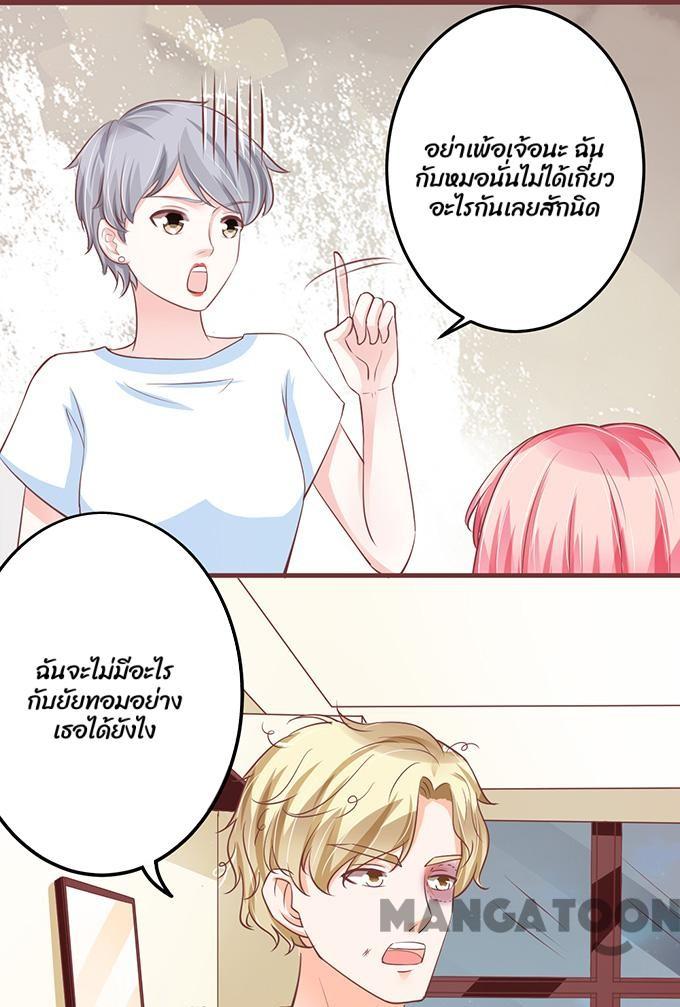 อย่าเพ้อเจ้อนะ ฉัน
กับหมอนั่นไม่ได้เกี่ยว
อะไรกันเลยสักนิด
ฉันจะไม่มีอะไร
กับยัยทอมอย่าง
เธอได้ยังไง
MANGATOON